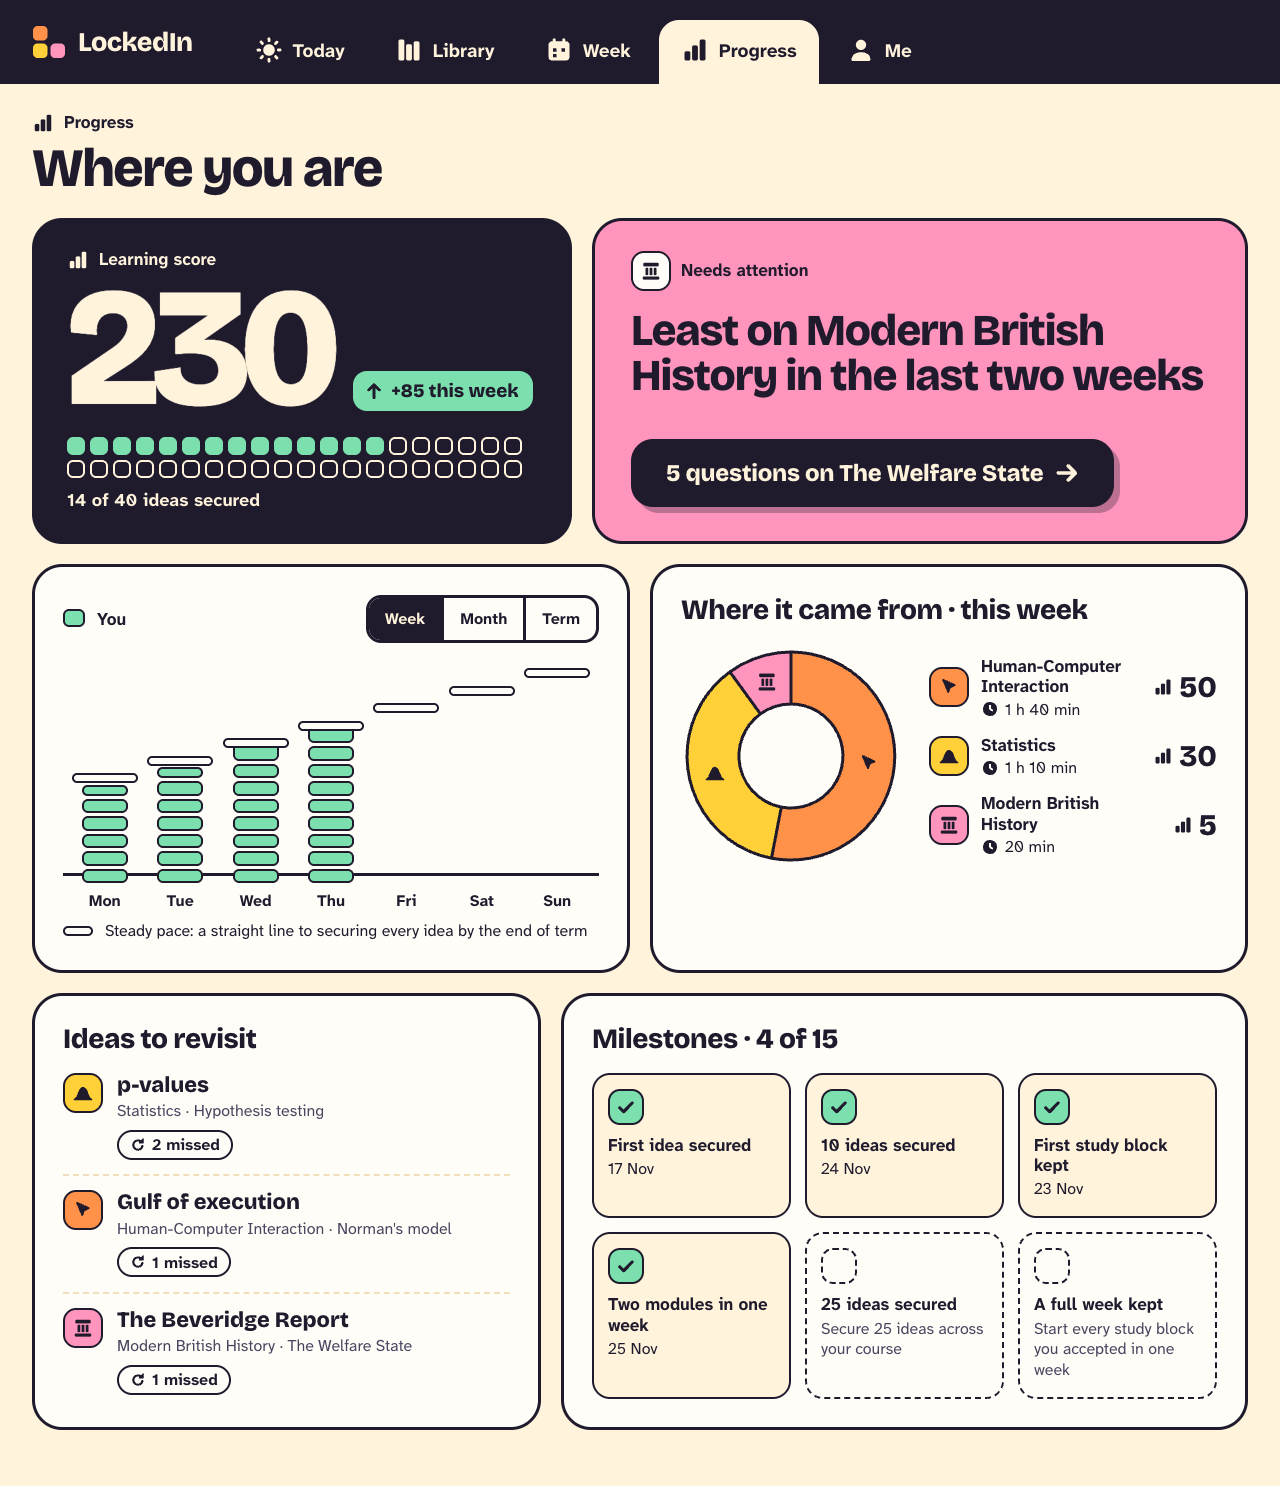 LockedIn
Today
Library
Week
Progress
Me
Progress
Where you are
Learning score
230
+85 this week
14 of 40 ideas secured
Needs attention
Least on Modern British
History in the last two weeks
5 questions on The Welfare State
You
Week
Month
Term
Mon
Tue
Wed
Thu
Fri
Sat
Sun
Steady pace: a straight line to securing every idea by the end of term
Where it came from · this week
Human-Computer
Interaction
1 h 40 min
50
Statistics
1 h 10 min
30
Modern British
History
20 min
5
Ideas to revisit
p-values
Statistics · Hypothesis testing
2 missed
Gulf of execution
Human-Computer Interaction · Norman's model
1 missed
The Beveridge Report
Modern British History · The Welfare State
1 missed
Milestones · 4 of 15
First idea secured
17 Nov
10 ideas secured
24 Nov
First study block
kept
23 Nov
Two modules in one
week
25 Nov
25 ideas secured
Secure 25 ideas across
your course
A full week kept
Start every study block
you accepted in one
week